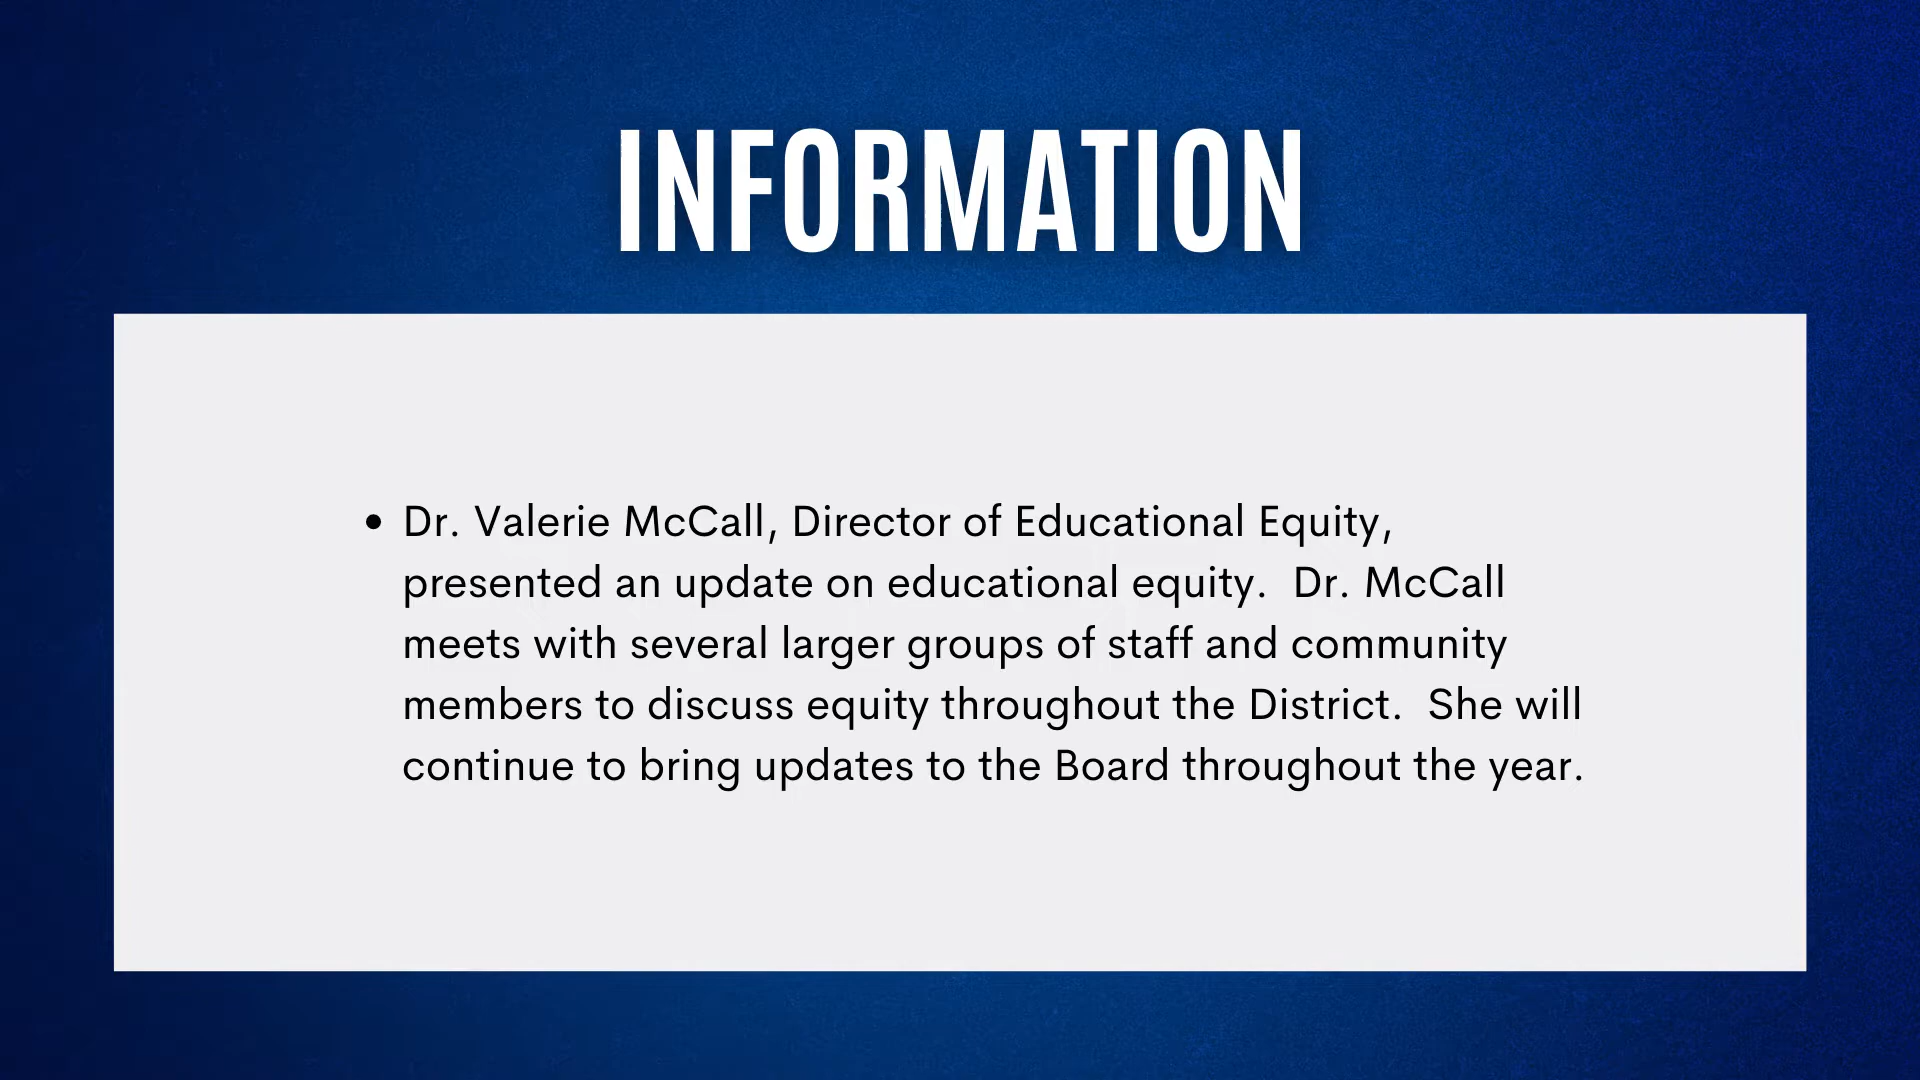 INFORMATION
• Dr. Valerie McCall, Director of Educational Equity,
presented an update on educational equity.  Dr. McCall
meets with several larger groups of staff and community
members to discuss equity throughout the District.  She will
continue to bring updates to the Board throughout the year.